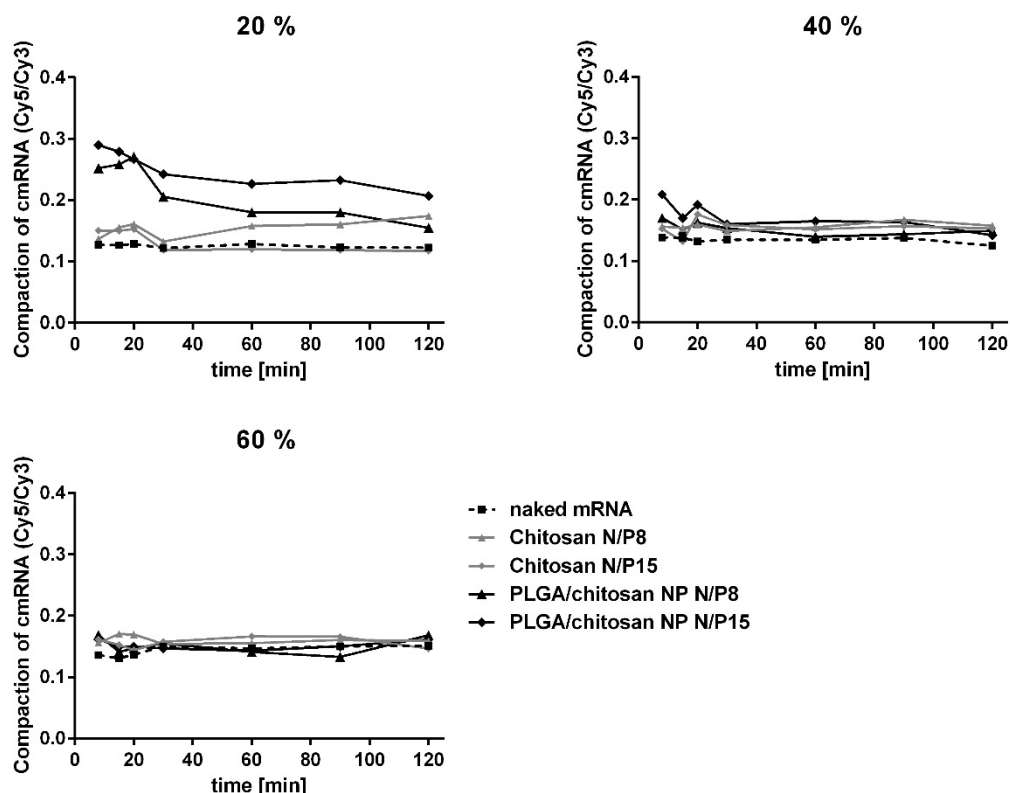 20 %
Compaction of cmRNA (Cy5/Cy3)
0.4
0.3
0.2
0.1
0.0
0 20 40 60 80 100 120
time [min]
40 %
Compaction of cmRNA (Cy5/Cy3)
0.4
0.3
0.2
0.1
0.0
0 20 40 60 80 100 120
time [min]
60 %
Compaction of cmRNA (Cy5/Cy3)
0.4
0.3
0.2
0.1
0.0
0 20 40 60 80 100 120
time [min]
naked mRNA
Chitosan N/P8
Chitosan N/P15
PLGA/chitosan NP N/P8
PLGA/chitosan NP N/P15